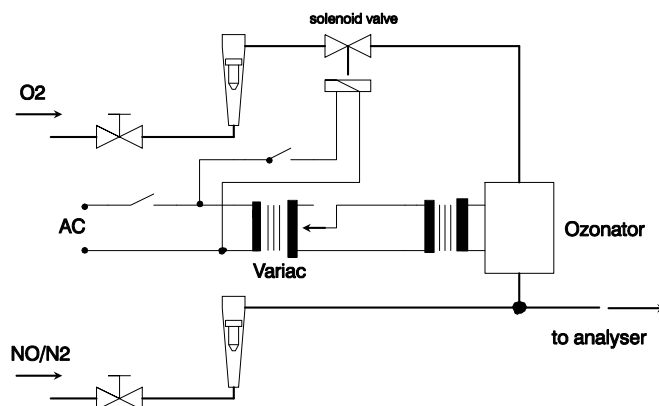 solenoid valve
O2
AC
Variac
Ozonator
NO/N2
to analyser